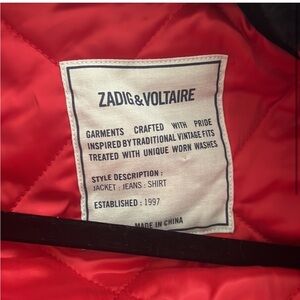 ZADIG&VOLTAIRE
GARMENTS CRAFTED WITH PRIDE
INSPIRED BY TRADITIONAL VINTAGE FITS
TREATED WITH UNIQUE WORN WASHES
STYLE DESCRIPTION :
JACKET : JEANS : SHIRT
ESTABLISHED : 1997
MADE IN CHINA